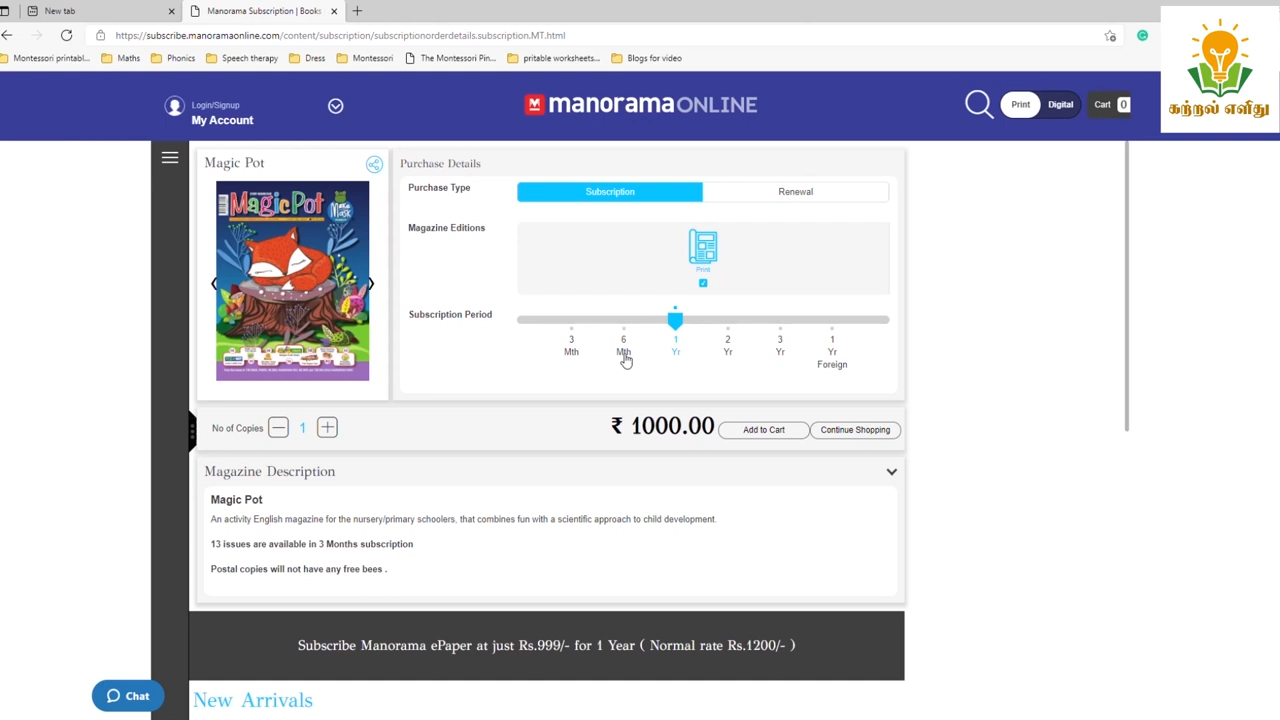 New tab
Manorama Subscription | Books
https://subscribe.manoramaonline.com/content/subscription/subscriptionorderdetails.subscription.MT.html
Montessori printabl...
Maths
Phonics
Speech therapy
Dress
Montessori
The Montessori Pin...
pritable worksheets...
Blogs for video
கற்றல் எளிது
Login/Signup
My Account
M manoramaONLINE
Print
Digital
Cart
0
Magic Pot
MagicPot
Purchase Details
Purchase Type
Subscription
Renewal
Magazine Editions
Print
Subscription Period
3 Mth
6 Mth
1 Yr
2 Yr
3 Yr
1 Yr Foreign
No of Copies
1
₹ 1000.00
Add to Cart
Continue Shopping
Magazine Description
Magic Pot
An activity English magazine for the nursery/primary schoolers, that combines fun with a scientific approach to child development.
13 issues are available in 3 Months subscription
Postal copies will not have any free bees .
Subscribe Manorama ePaper at just Rs.999/- for 1 Year ( Normal rate Rs.1200/- )
Chat
New Arrivals